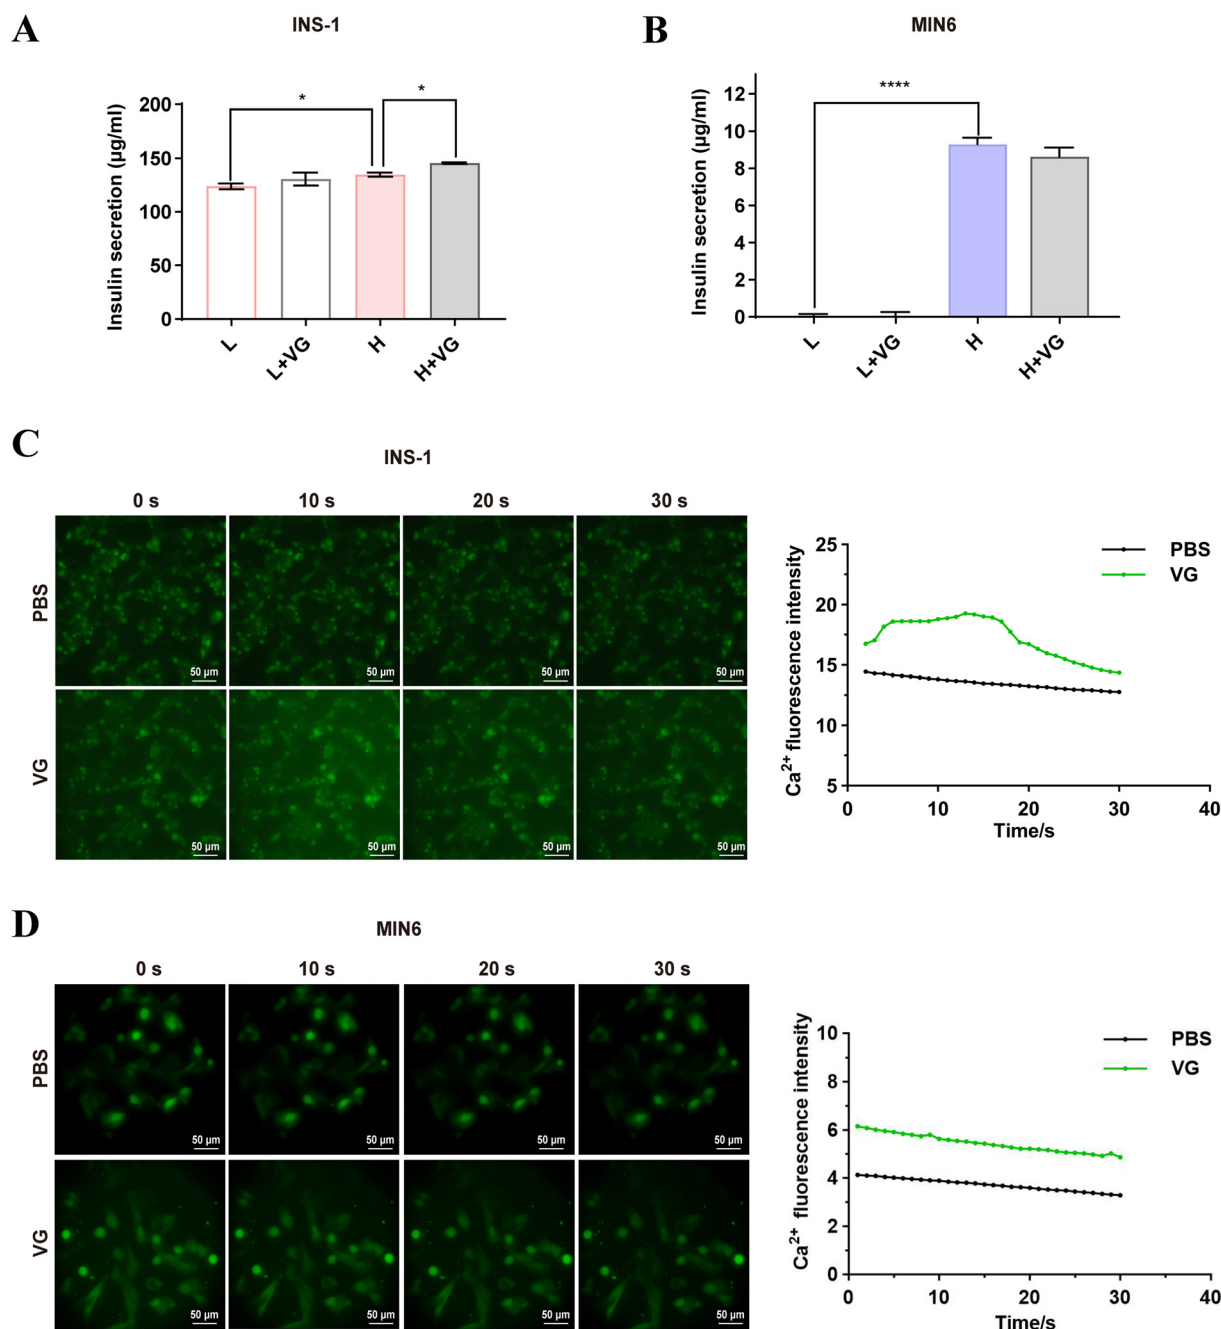 A
INS-1
Insulin secretion (μg/ml)
200
150
100
50
0
*
*
L
L+VG
H
H+VG
B
MIN6
Insulin secretion (μg/ml)
12
10
8
6
4
2
0
****
L
L+VG
H
H+VG
C
INS-1
0 s
10 s
20 s
30 s
PBS
50 μm
50 μm
50 μm
50 μm
VG
50 μm
50 μm
50 μm
50 μm
Ca2+ fluorescence intensity
25
20
15
10
5
0
10
20
30
40
Time/s
PBS
VG
D
MIN6
0 s
10 s
20 s
30 s
PBS
50 μm
50 μm
50 μm
50 μm
VG
50 μm
50 μm
50 μm
50 μm
Ca2+ fluorescence intensity
10
8
6
4
2
0
0
10
20
30
40
Time/s
PBS
VG